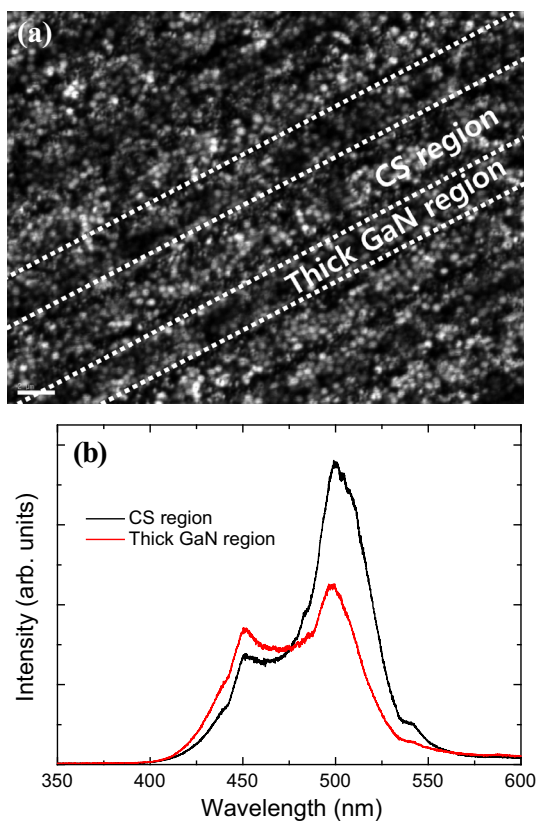 (a)
CS region
Thick GaN region
(b)
CS region
Thick GaN region
Intensity (arb. units)
350 400 450 500 550 600
Wavelength (nm)